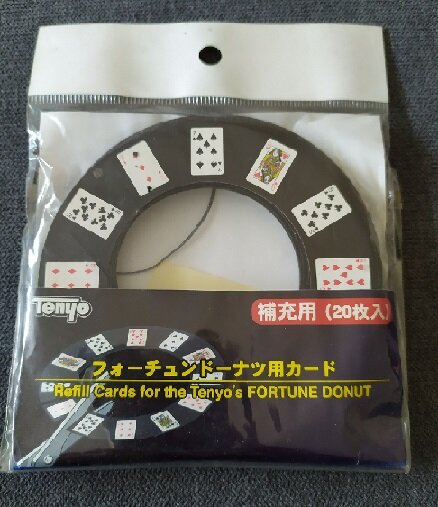 Tenyo
補充用 (20枚入)
フォーチュンドーナツ用カード
Refill Cards for the Tenyo's FORTUNE DONUT